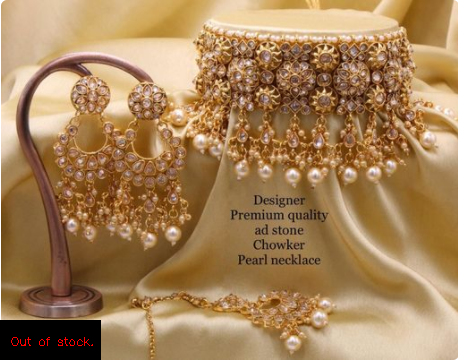 Designer
Premium quality
ad stone
Chowker
Pearl necklace
Out of stock.